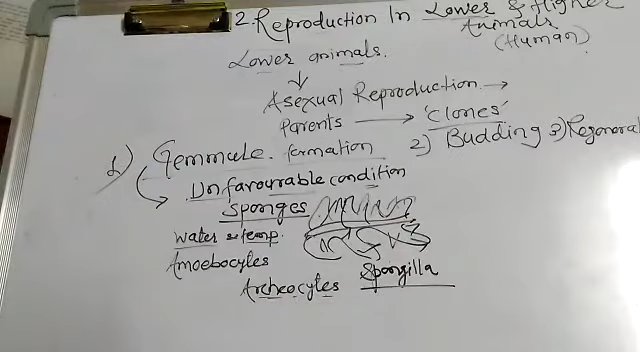 2. Reproduction In Lower & Higher
Animals
(Human)
Lower animals.
Asexual Reproduction
Parents → 'Clones'
1) Gemmule formation 2) Budding 3) Regenerat
Unfavourable condition
Sponges
water & temp.
Amoebocytes
Archeocytes Spongilla